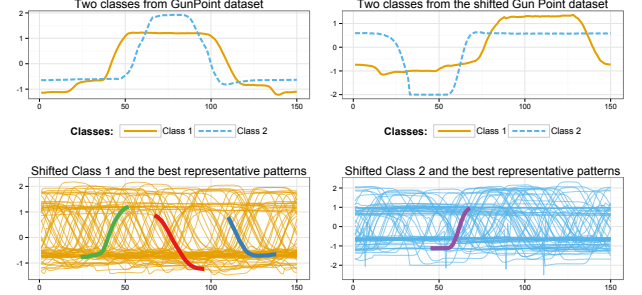 Two classes from GunPoint dataset
2
1
0
-1
0 50 100 150
Classes: Class 1 Class 2
Two classes from the shifted Gun Point dataset
1
0
-1
-2
0 50 100 150
Classes: Class 1 Class 2
Shifted Class 1 and the best representative patterns
2
1
0
-1
0 50 100 150
Shifted Class 2 and the best representative patterns
2
1
0
-1
-2
0 50 100 150